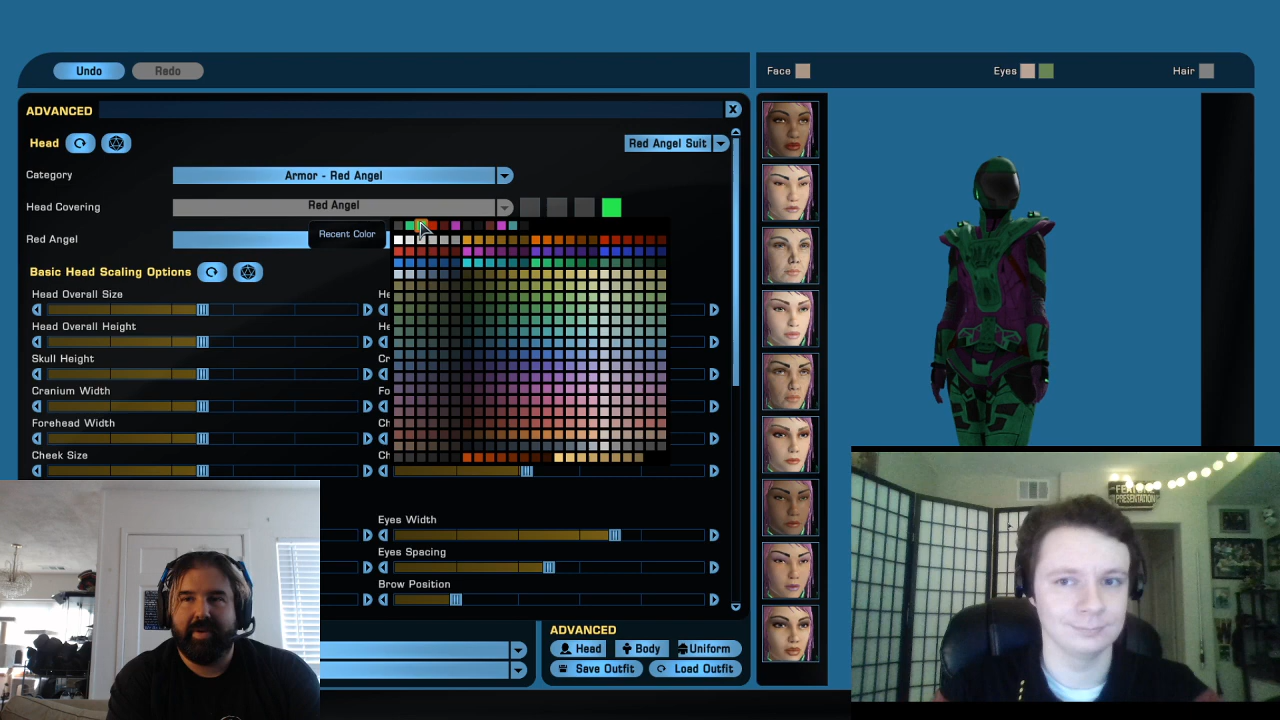 Undo
Redo
Face
Eyes
Hair
ADVANCED
X
Head
Red Angel Suit
Category
Armor - Red Angel
Head Covering
Red Angel
Red Angel
Recent Color
Basic Head Scaling Options
Head Overall Size
Head Overall Height
Skull Height
Cranium Width
Forehead Width
Cheek Size
Eyes Width
Eyes Spacing
Brow Position
ADVANCED
Head
Body
Uniform
Save Outfit
Load Outfit
PRESENTATION